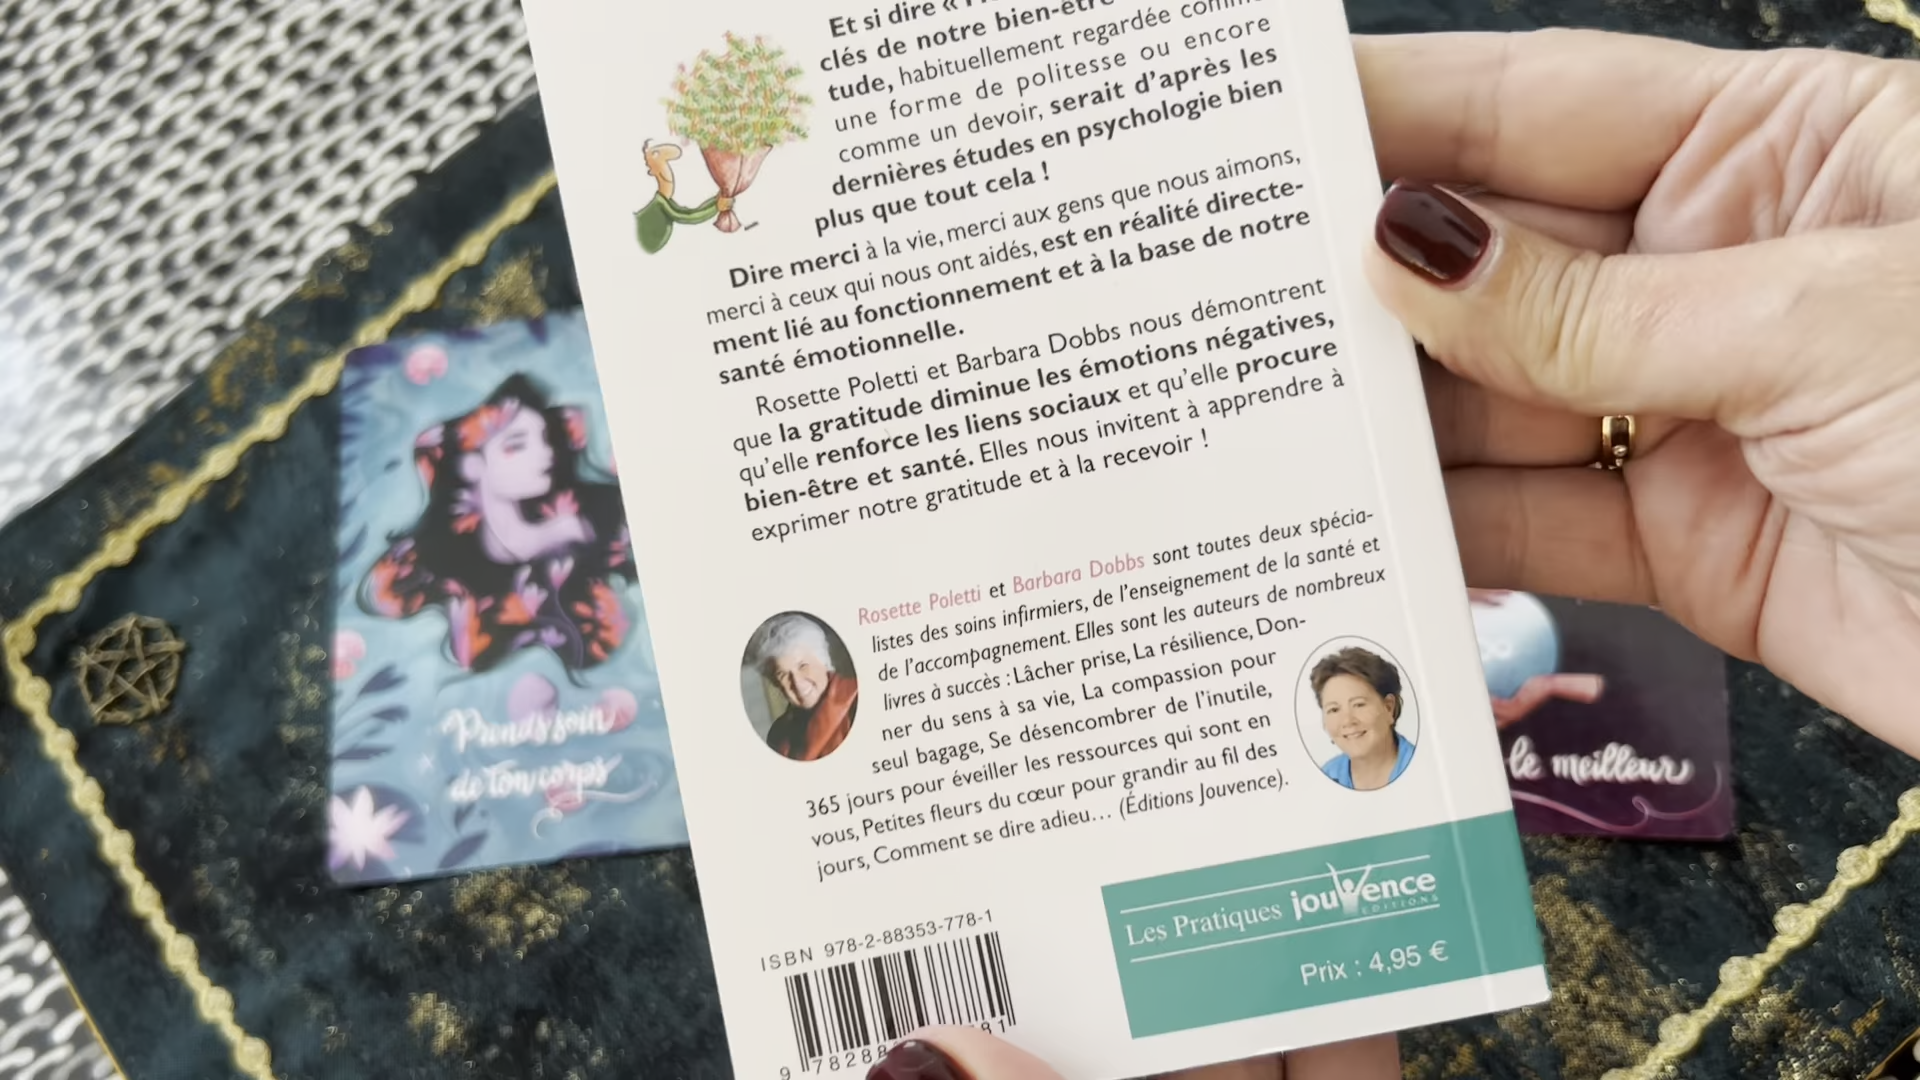 Et si dire «
clés de notre bien-être
tude, habituellement regardée comme
une forme de politesse ou encore
comme un devoir, serait d'après les
dernières études en psychologie bien
plus que tout cela !
Dire merci à la vie, merci aux gens que nous aimons,
merci à ceux qui nous ont aidés, est en réalité directe-
ment lié au fonctionnement et à la base de notre
santé émotionnelle.
Rosette Poletti et Barbara Dobbs nous démontrent
que la gratitude diminue les émotions négatives,
qu'elle renforce les liens sociaux et qu'elle procure
bien-être et santé. Elles nous invitent à apprendre à
exprimer notre gratitude et à la recevoir !
Rosette Poletti et Barbara Dobbs sont toutes deux spécia-
listes des soins infirmiers, de l'enseignement de la santé et
de l'accompagnement. Elles sont les auteurs de nombreux
livres à succès : Lâcher prise, La résilience, Don-
ner du sens à sa vie, La compassion pour
seul bagage, Se désencombrer de l'inutile,
365 jours pour éveiller les ressources qui sont en
vous, Petites fleurs du cœur pour grandir au fil des
jours, Comment se dire adieu... (Éditions Jouvence).
ISBN 978-2-88353-778-1
9 78288 81
Les Pratiques jouvence
EDITIONS
Prix : 4,95 €
Prends soin
de ton corps
le meilleur